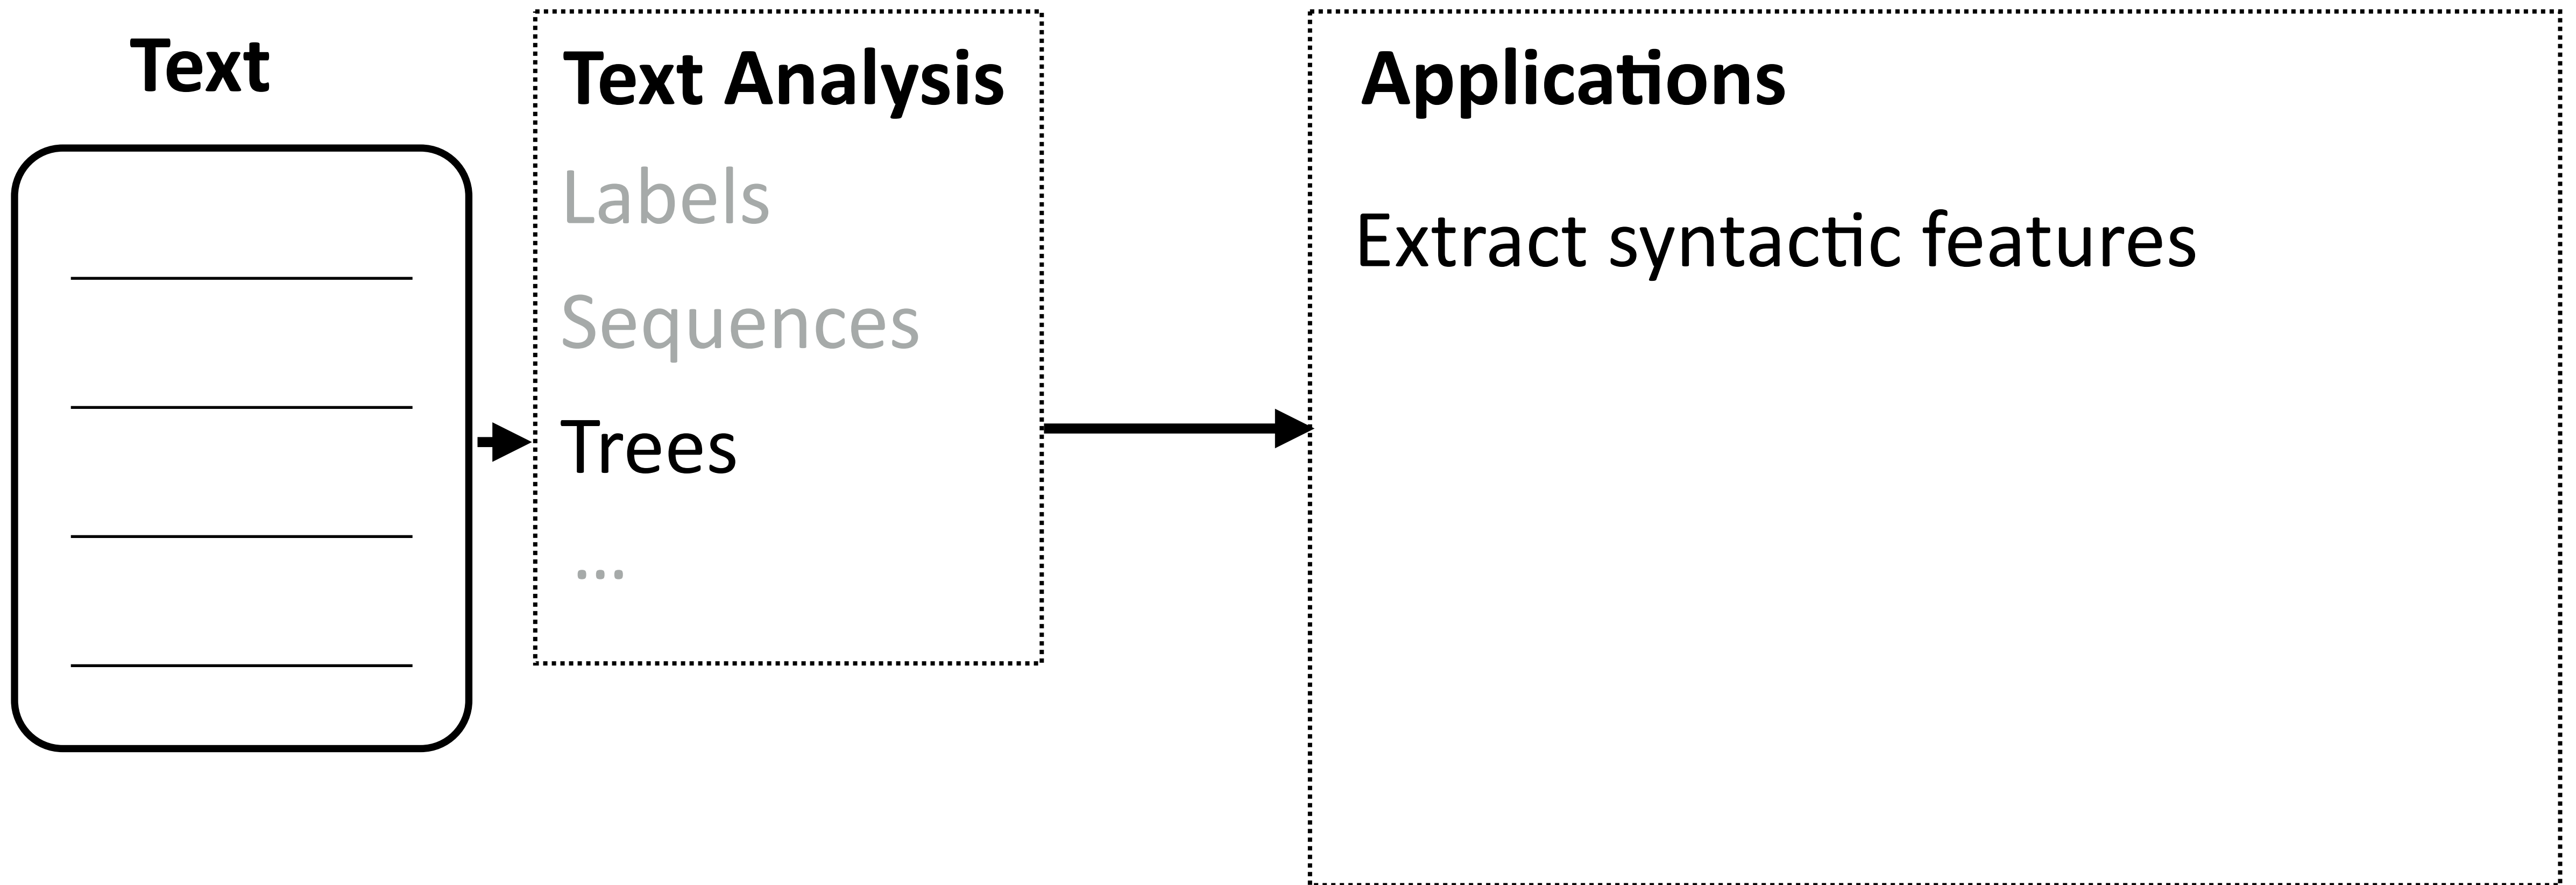 Text
Text Analysis
Labels
Sequences
Trees
...
Applications
Extract syntactic features